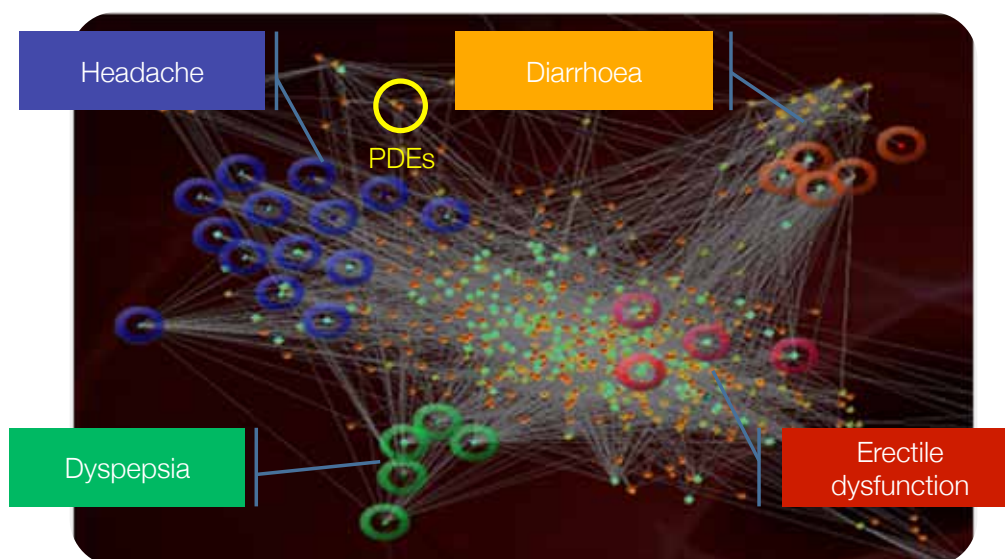 Headache
Diarrhoea
PDEs
Dyspepsia
Erectile
dysfunction